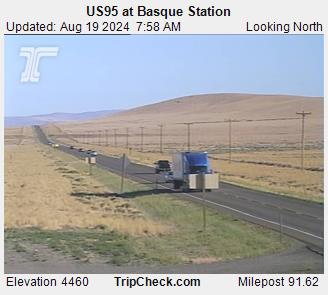 US95 at Basque Station
Updated: Aug 19 2024 7:58 AM Looking North
Elevation 4460 TripCheck.com Milepost 91.62